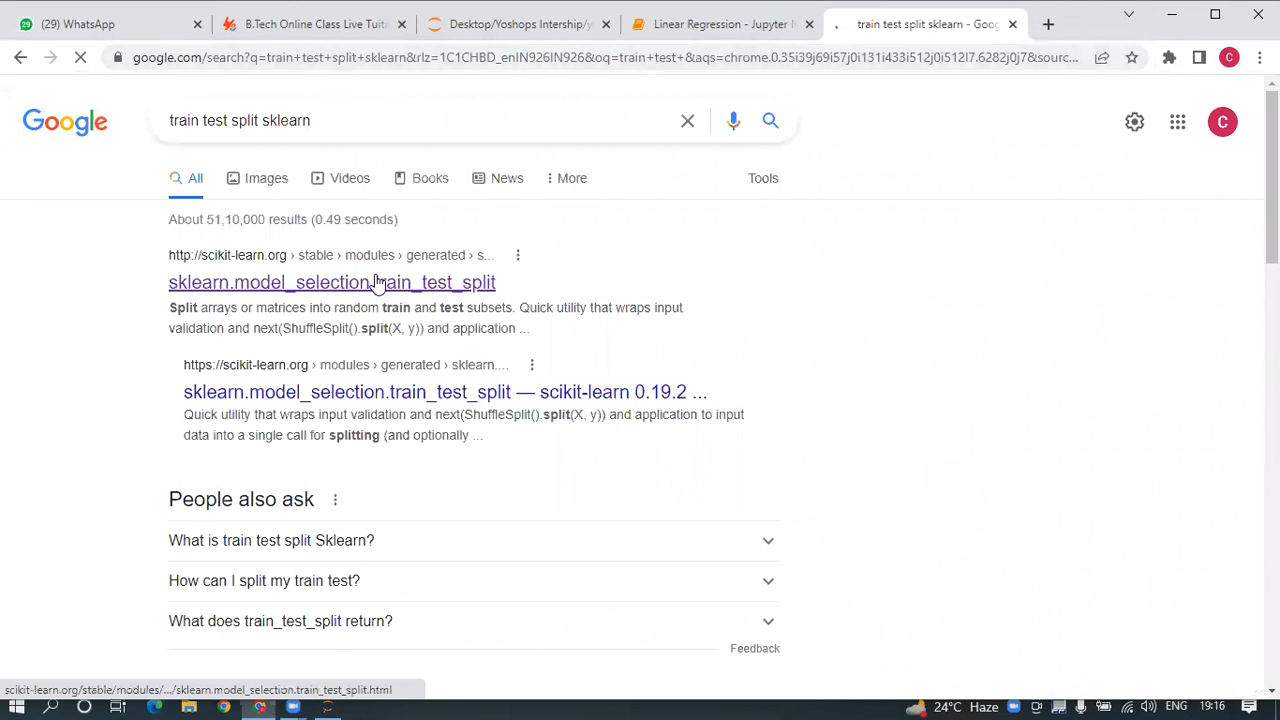 (29) WhatsApp
B.Tech Online Class Live Tuit
Desktop/Yoshops Intership/y
Linear Regression - Jupyter N
train test split sklearn - Goo
google.com/search?q=train+test+split+sklearn&rlz=1C1CHBD_enIN926IN926&oq=train+test+&aqs=chrome.0.35i39j69i57j0i131i433i512j0i512l7.6282j0j7&sourc...
C
Google
train test split sklearn
C
All
Images
Videos
Books
News
More
Tools
About 51,10,000 results (0.49 seconds)
http://scikit-learn.org › stable › modules › generated › s...
sklearn.model_selection.train_test_split
Split arrays or matrices into random train and test subsets. Quick utility that wraps input
validation and next(ShuffleSplit().split(X, y)) and application ...
https://scikit-learn.org › modules › generated › sklearn....
sklearn.model_selection.train_test_split — scikit-learn 0.19.2 ...
Quick utility that wraps input validation and next(ShuffleSplit().split(X, y)) and application to input
data into a single call for splitting (and optionally ...
People also ask
What is train test split Sklearn?
How can I split my train test?
What does train_test_split return?
Feedback
scikit-learn.org/stable/modules/.../sklearn.model_selection.train_test_split.html
24°C Haze
ENG
19:16